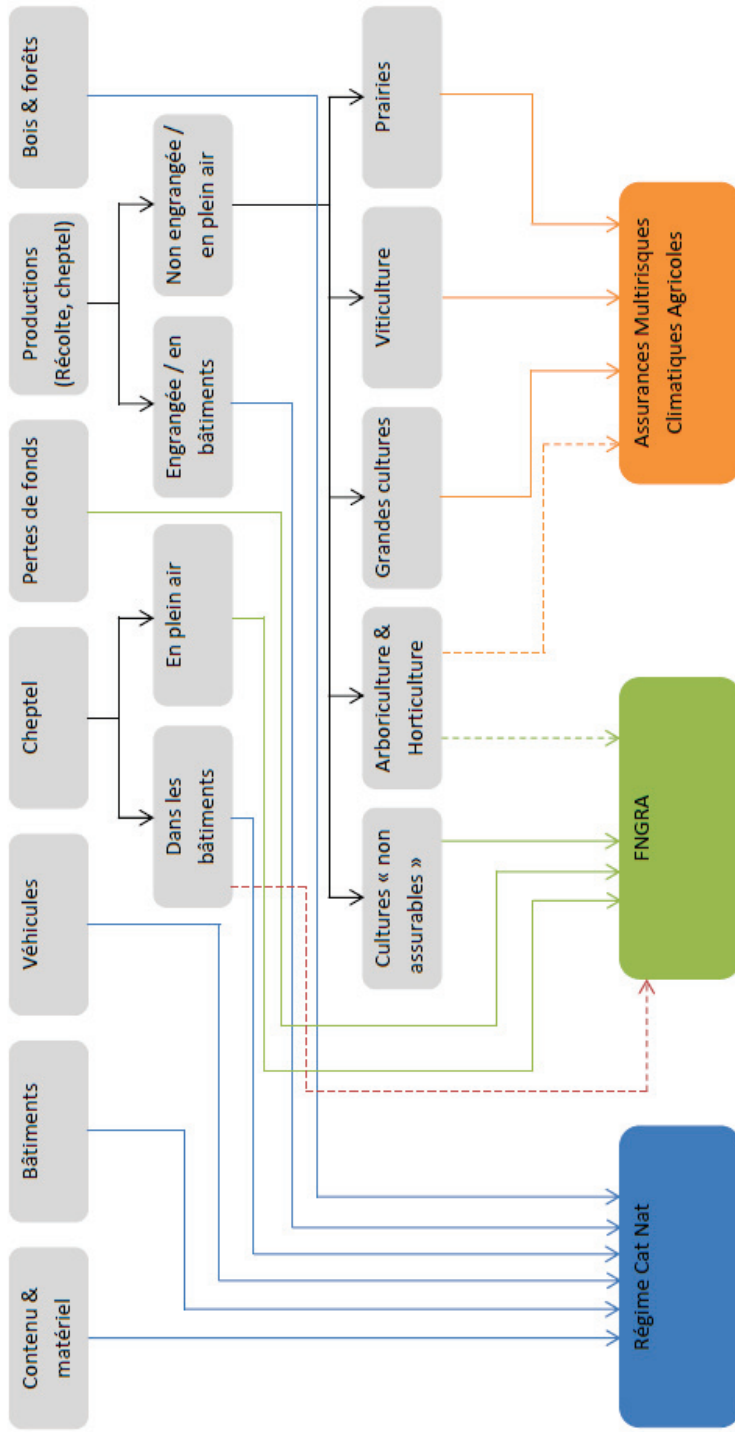 Contenu &
matériel
Bâtiments
Véhicules
Cheptel
Pertes de fonds
Productions
(Récolte, cheptel)
Bois & forêts
Dans les
bâtiments
En plein air
Engrangée / en
bâtiments
Non engrangée /
en plein air
Cultures « non
assurables »
Arboriculture &
Horticulture
Grandes cultures
Viticulture
Prairies
Régime Cat Nat
FNGRA
Assurances Multirisques
Climatiques Agricoles